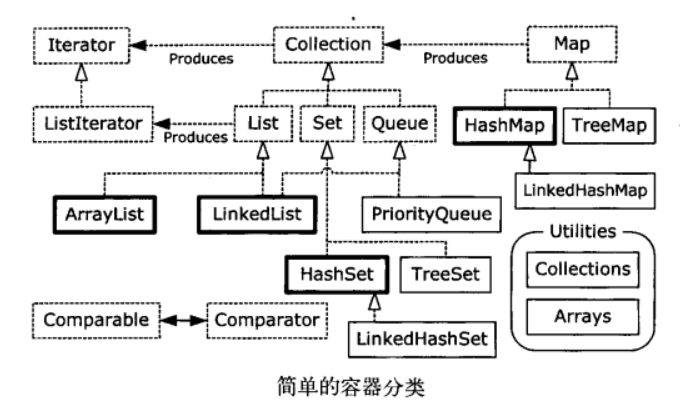 Iterator
Collection
Map
Produces
Produces
ListIterator
Produces
List
Set
Queue
HashMap
TreeMap
LinkedHashMap
ArrayList
LinkedList
PriorityQueue
Utilities
Collections
Arrays
HashSet
TreeSet
Comparable
Comparator
LinkedHashSet
简单的容器分类